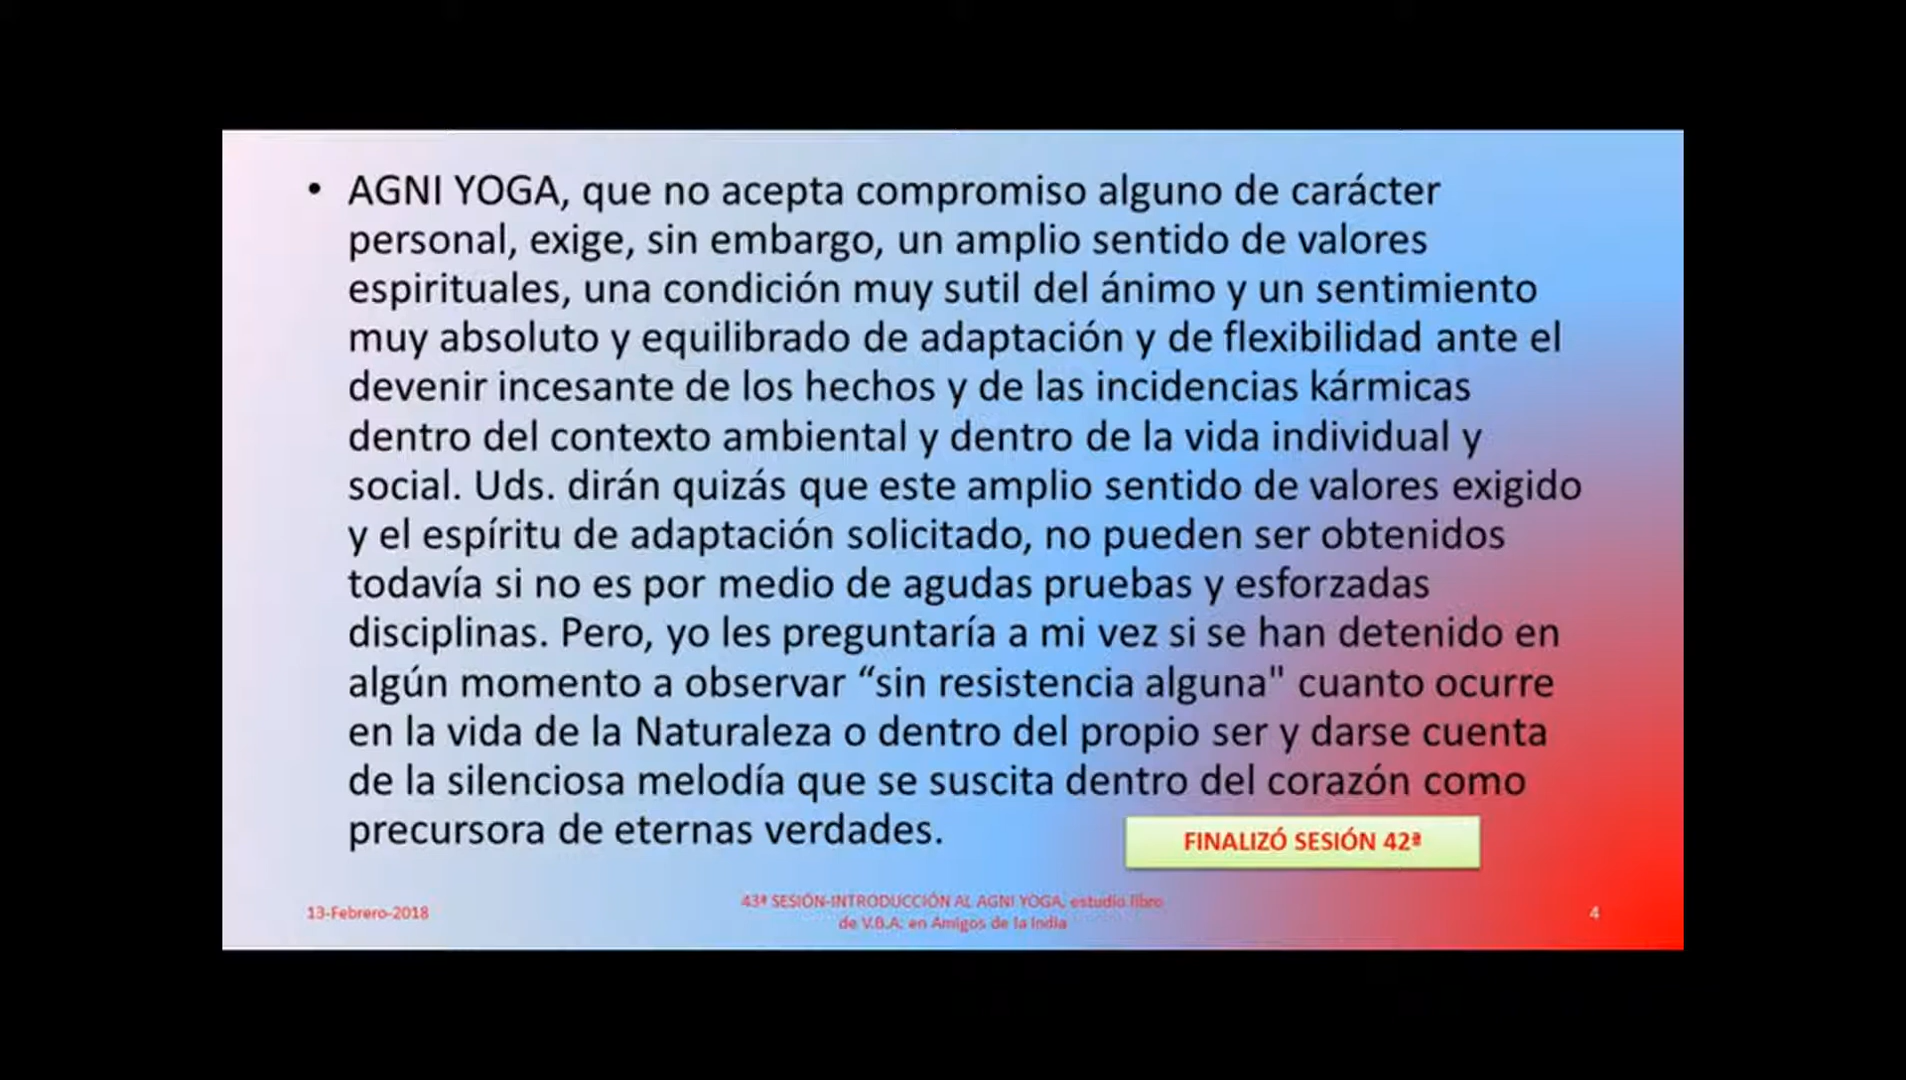 • AGNI YOGA, que no acepta compromiso alguno de carácter
personal, exige, sin embargo, un amplio sentido de valores
espirituales, una condición muy sutil del ánimo y un sentimiento
muy absoluto y equilibrado de adaptación y de flexibilidad ante el
devenir incesante de los hechos y de las incidencias kármicas
dentro del contexto ambiental y dentro de la vida individual y
social. Uds. dirán quizás que este amplio sentido de valores exigido
y el espíritu de adaptación solicitado, no pueden ser obtenidos
todavía si no es por medio de agudas pruebas y esforzadas
disciplinas. Pero, yo les preguntaría a mi vez si se han detenido en
algún momento a observar “sin resistencia alguna" cuanto ocurre
en la vida de la Naturaleza o dentro del propio ser y darse cuenta
de la silenciosa melodía que se suscita dentro del corazón como
precursora de eternas verdades.
FINALIZÓ SESIÓN 42ª
13-Febrero-2018
43ª SESIÓN-INTRODUCCIÓN AL AGNI YOGA, estudio libro
de V.B.A; en Amigos de la India
4